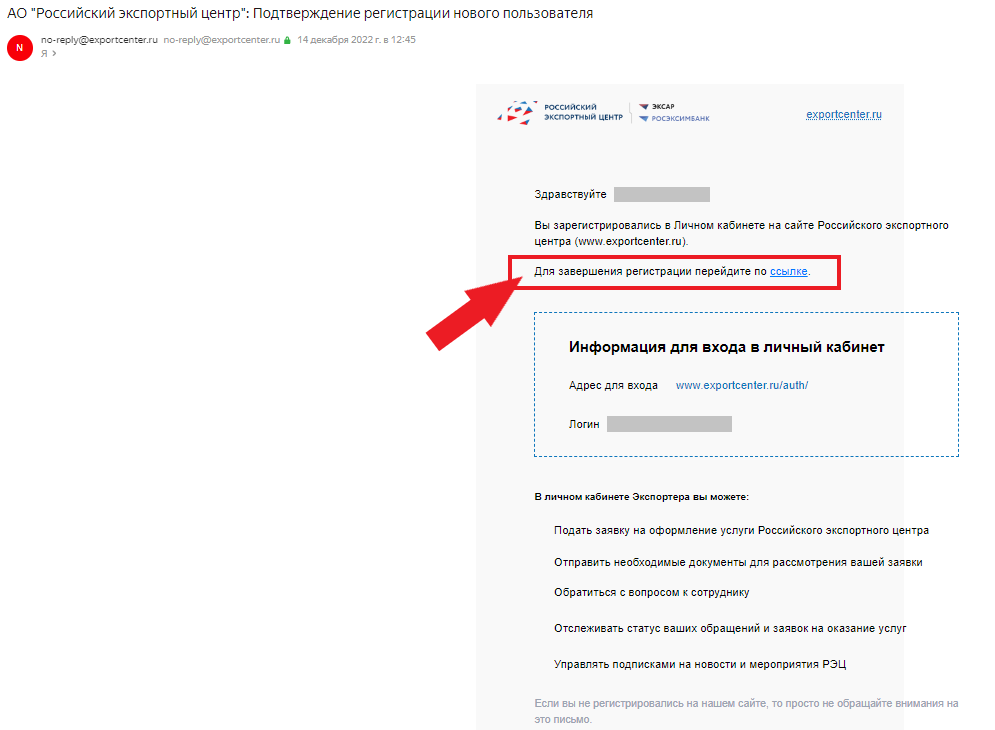 АО "Российский экспортный центр": Подтверждение регистрации нового пользователя
N
no-reply@exportcenter.ru no-reply@exportcenter.ru 14 декабря 2022 г. в 12:45
Я >
РОССИЙСКИЙ
ЭКСПОРТНЫЙ ЦЕНТР
ЭКСАР
РОСЭКСИМБАНК
exportcenter.ru
Здравствуйте
Вы зарегистрировались в Личном кабинете на сайте Российского экспортного
центра (www.exportcenter.ru).
Для завершения регистрации перейдите по ссылке.
Информация для входа в личный кабинет
Адрес для входа www.exportcenter.ru/auth/
Логин
В личном кабинете Экспортера вы можете:
Подать заявку на оформление услуги Российского экспортного центра
Отправить необходимые документы для рассмотрения вашей заявки
Обратиться с вопросом к сотруднику
Отслеживать статус ваших обращений и заявок на оказание услуг
Управлять подписками на новости и мероприятия РЭЦ
Если вы не регистрировались на нашем сайте, то просто не обращайте внимания на
это письмо.